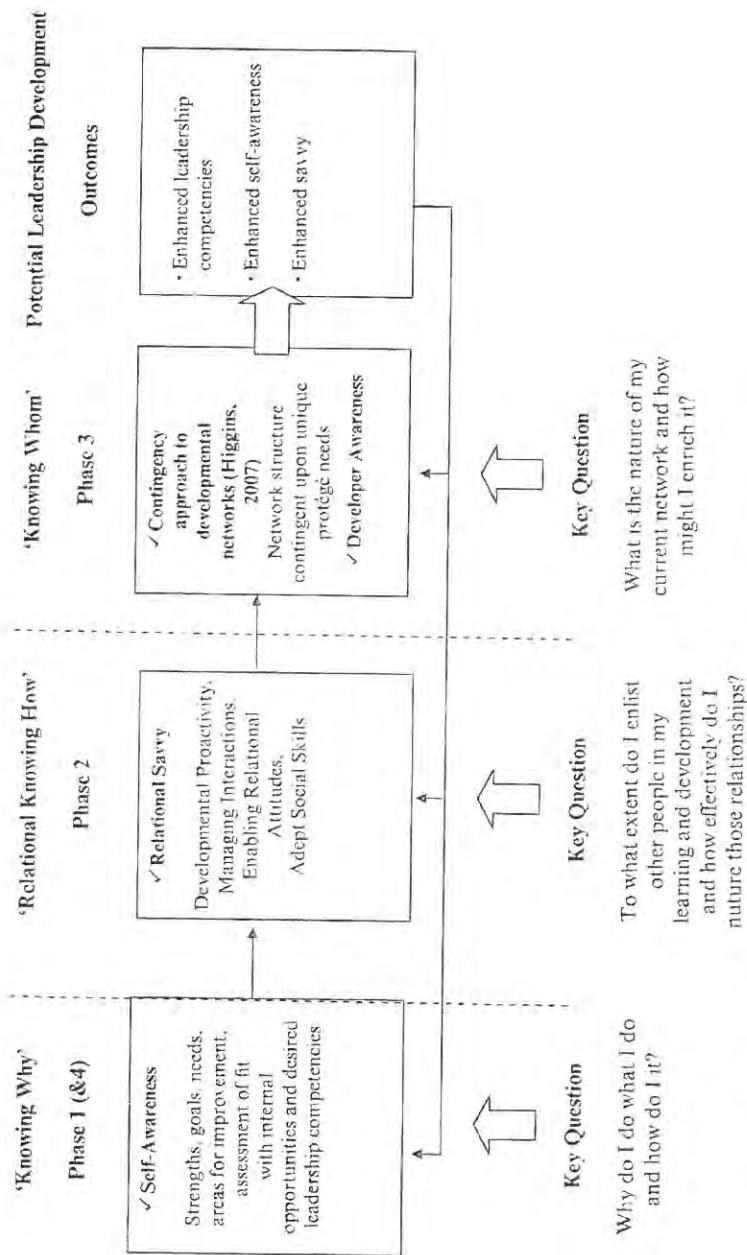 ‘Knowing Why’
Phase 1 (&4)
✓ Self-Awareness
Strengths, goals, needs,
areas for improvement,
assessment of fit
with internal
opportunities and desired
leadership competencies
Key Question
Why do I do what I do
and how do I it?
‘Relational Knowing How’
Phase 2
✓ Relational Savvy
Developmental Proactivity,
Managing Interactions,
Enabling Relational
Attitudes,
Adept Social Skills
Key Question
To what extent do I enlist
other people in my
learning and development
and how effectively do I
nuture those relationships?
‘Knowing Whom’
Phase 3
✓ Contingency
approach to
developmental
networks (Higgins,
2007)
Network structure
contingent upon unique
protégé needs
✓ Developer Awareness
Key Question
What is the nature of my
current network and how
might I enrich it?
Potential Leadership Development
Outcomes
• Enhanced leadership
competencies
• Enhanced self-awareness
• Enhanced savvy